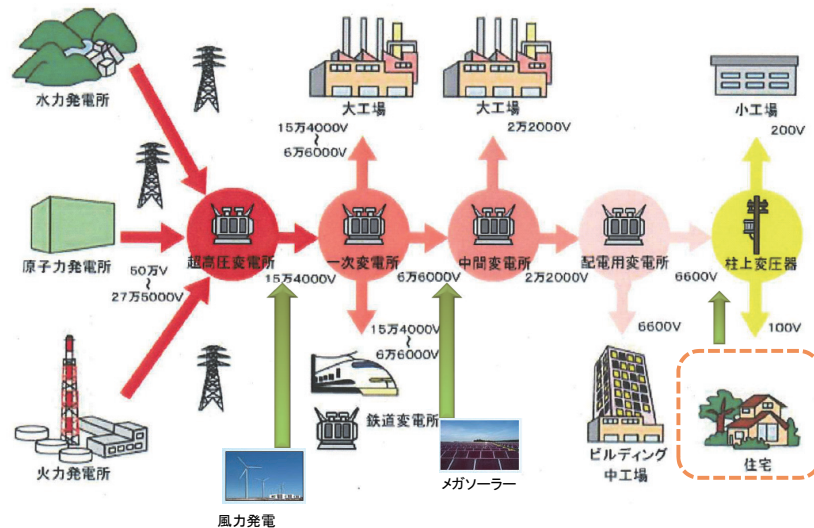 水力発電所
大工場
大工場
小工場
15万4000V
〜
6万6000V
2万2000V
200V
原子力発電所
超高圧変電所
一次変電所
中間変電所
配電用変電所
柱上変圧器
50万V
〜
27万5000V
15万4000V
6万6000V
2万2000V
6600V
15万4000V
〜
6万6000V
6600V
100V
鉄道変電所
火力発電所
メガソーラー
ビルディング
中工場
住宅
風力発電